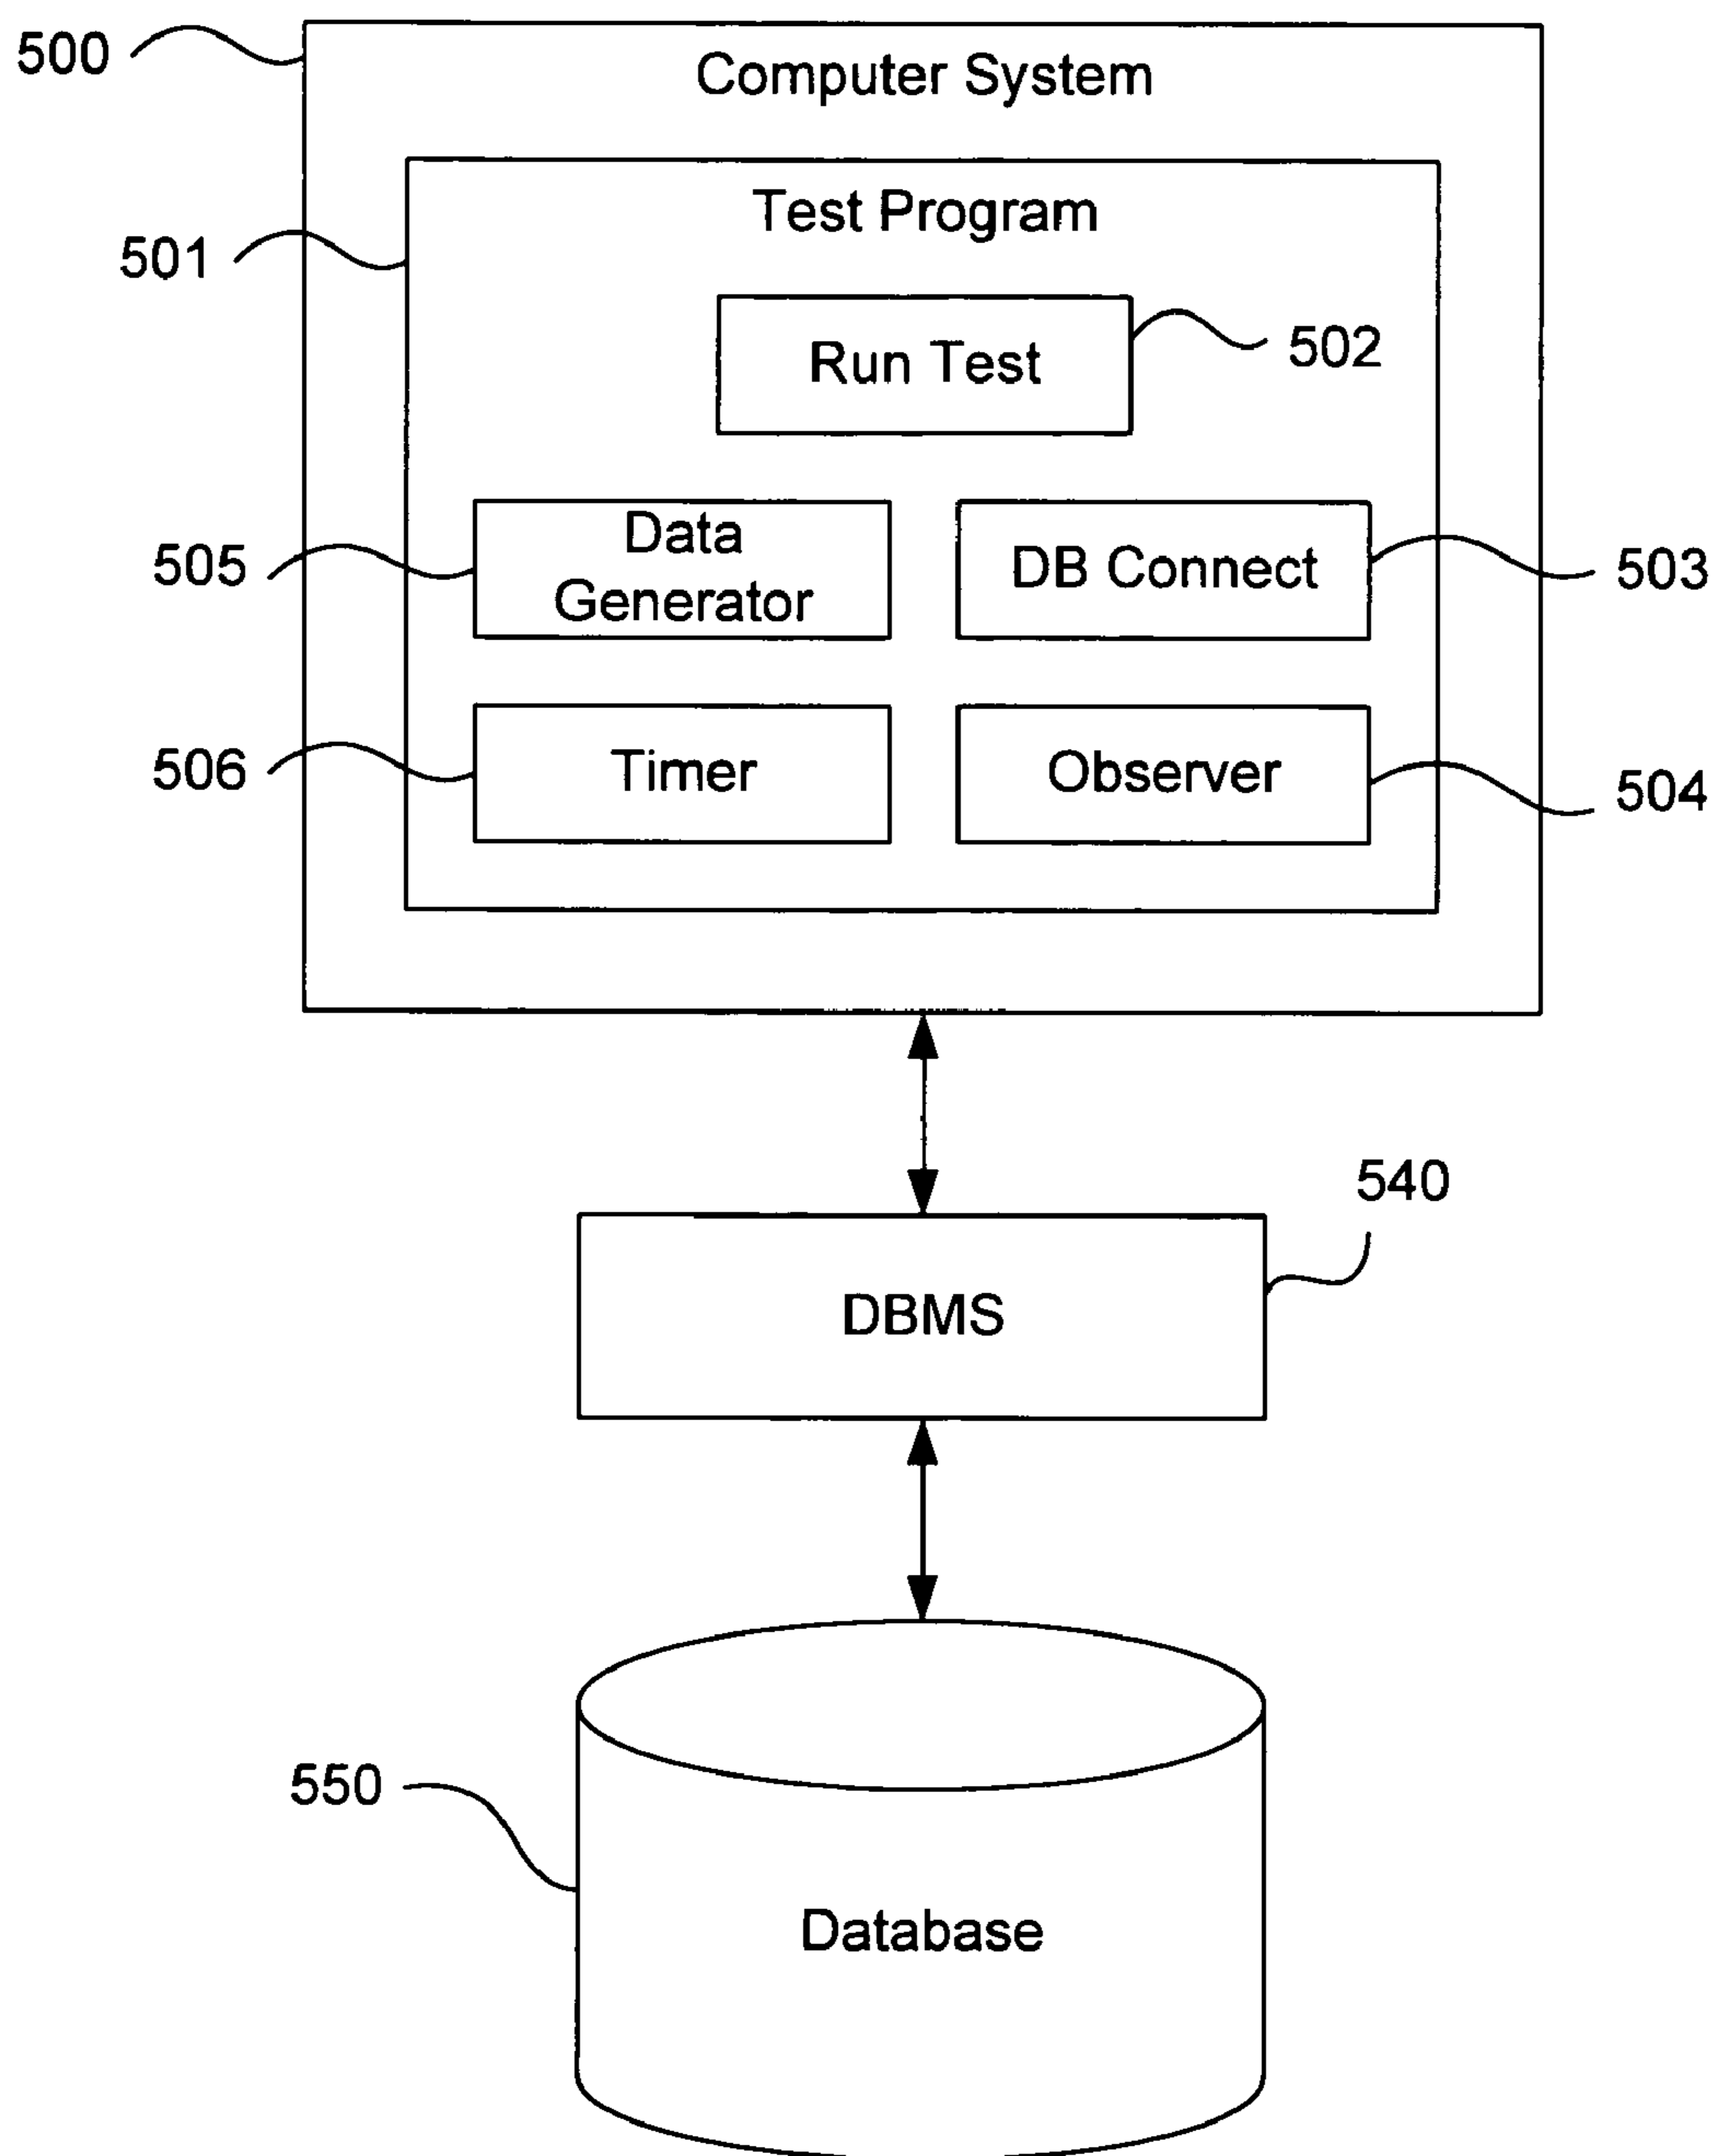 500
Computer System
Test Program
501
Run Test
502
Data
Generator
505
DB Connect
503
Timer
506
Observer
504
540
DBMS
550
Database